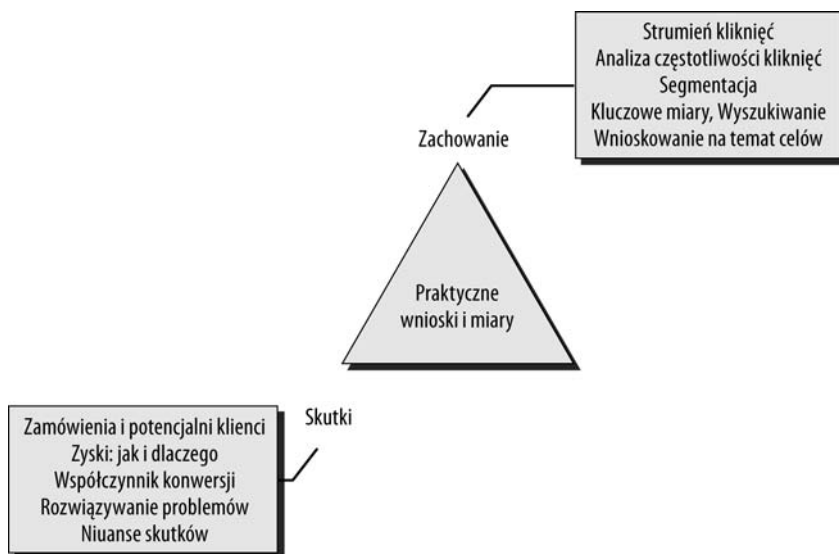 Strumień kliknięć
Analiza częstotliwości kliknięć
Segmentacja
Kluczowe miary, Wyszukiwanie
Wnioskowanie na temat celów
Zachowanie
Praktyczne
wnioski i miary
Skutki
Zamówienia i potencjalni klienci
Zyski: jak i dlaczego
Współczynnik konwersji
Rozwiązywanie problemów
Niuanse skutków